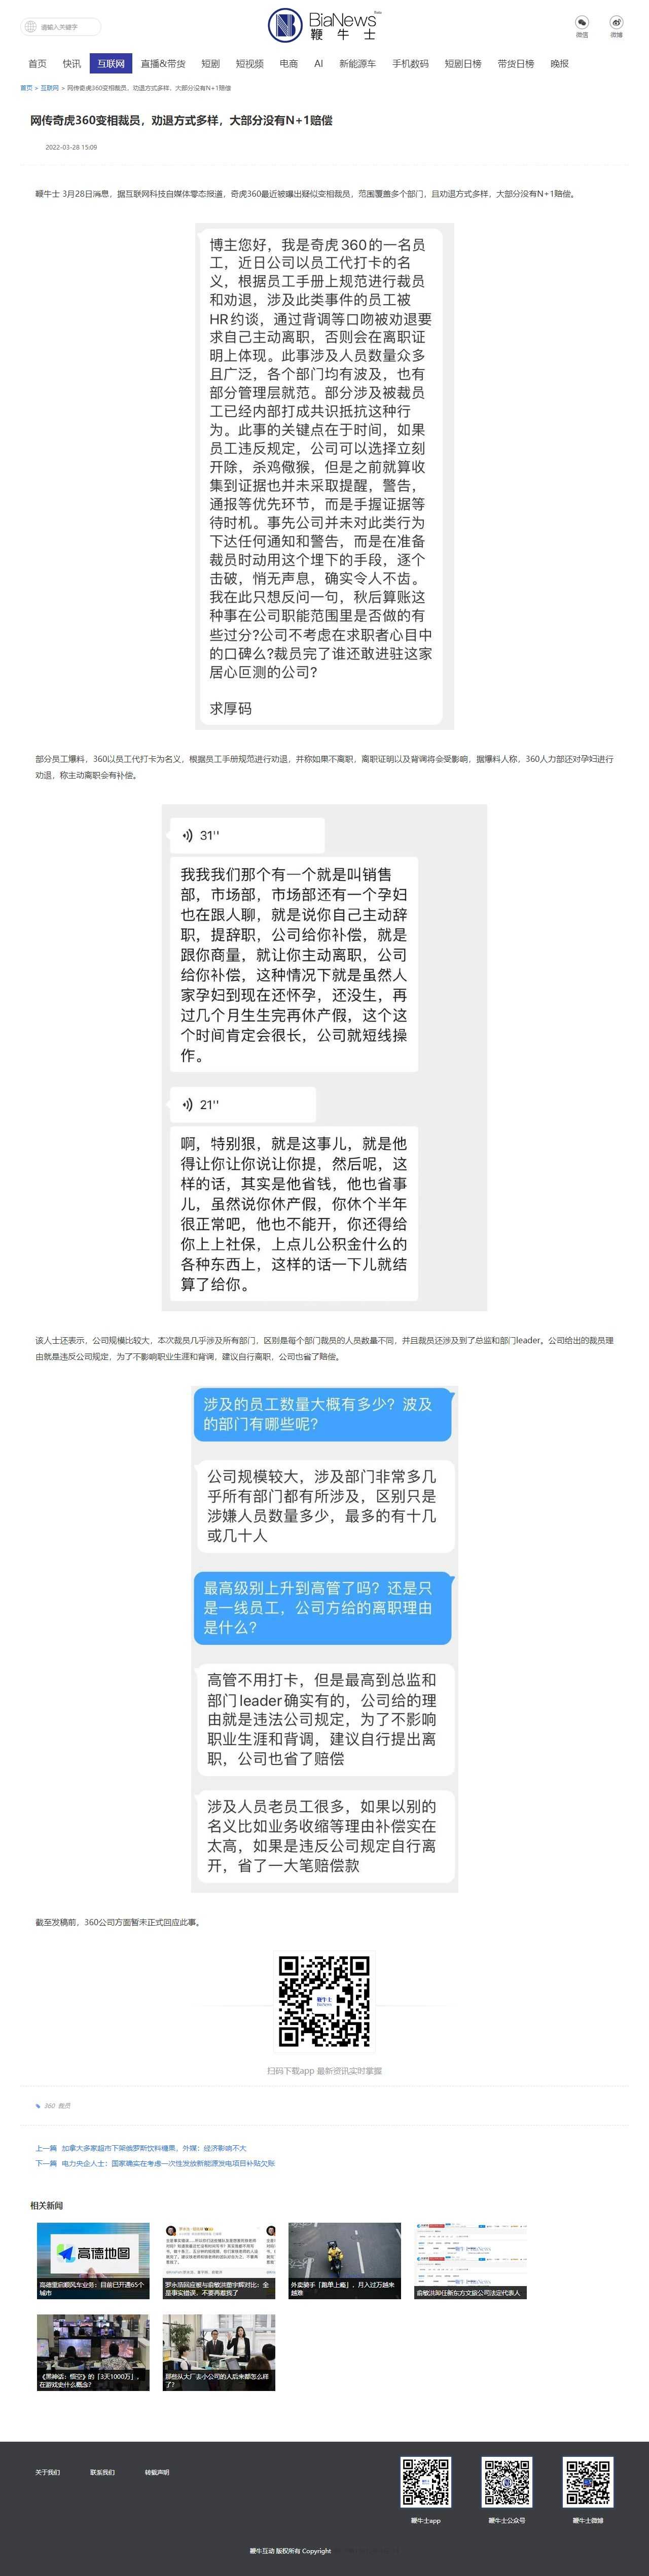 请输入关键字
BiaNews
鞭牛士
微信
微博
首页 快讯 互联网 直播&带货 短剧 短视频 电商 AI 新能源车 手机数码 短剧日榜 带货日榜 晚报
首页 > 互联网 > 网传奇虎360变相裁员，劝退方式多样，大部分没有N+1赔偿
网传奇虎360变相裁员，劝退方式多样，大部分没有N+1赔偿
2022-03-28 15:09
鞭牛士 3月28日消息，据互联网科技自媒体零态报道，奇虎360最近被曝出疑似变相裁员，范围覆盖多个部门，且劝退方式多样，大部分没有N+1赔偿。
博主您好，我是奇虎360的一名员
工，近日公司以员工代打卡的名
义，根据员工手册上规范进行裁员
和劝退，涉及此类事件的员工被
HR约谈，通过背调等口吻被劝退要
求自己主动离职，否则会在离职证
明上体现。此事涉及人员数量众多
且广泛，各个部门均有波及，也有
部分管理层就范。部分涉及被裁员
工已经内部打成共识抵抗这种行
为。此事的关键点在于时间，如果
员工违反规定，公司可以选择立刻
开除，杀鸡儆猴，但是之前就算收
集到证据也并未采取提醒，警告，
通报等优先环节，而是手握证据等
待时机。事先公司并未对此类行为
下达任何通知和警告，而是在准备
裁员时动用这个埋下的手段，逐个
击破，悄无声息，确实令人不齿。
我在此只想反问一句，秋后算账这
种事在公司职能范围里是否做的有
些过分?公司不考虑在求职者心目中
的口碑么?裁员完了谁还敢进驻这家
居心叵测的公司?
求厚码
部分员工爆料，360以员工代打卡为名义，根据员工手册规范进行劝退，并称如果不离职，离职证明以及背调将会受影响，据爆料人称，360人力部还对孕妇进行
劝退，称主动离职会有补偿。
31''
我我我们那个有一个就是叫销售
部，市场部，市场部还有一个孕妇
也在跟人聊，就是说你自己主动辞
职，提辞职，公司给你补偿，就是
跟你商量，就让你主动离职，公司
给你补偿，这种情况下就是虽然人
家孕妇到现在还怀孕，还没生，再
过几个月生生完再休产假，这个这
个时间肯定会很长，公司就短线操
作。
21''
啊，特别狠，就是这事儿，就是他
得让你让你说让你提，然后呢，这
样的话，其实是他省钱，他也省事
儿，虽然说你休产假，你休个半年
很正常吧，他也不能开，你还得给
你上上社保，上点儿公积金什么的
各种东西上，这样的话一下儿就结
算了给你。
该人士还表示，公司规模比较大，本次裁员几乎涉及所有部门，区别是每个部门裁员的人员数量不同，并且裁员还涉及到了总监和部门leader。公司给出的裁员理
由就是违反公司规定，为了不影响职业生涯和背调，建议自行离职，公司也省了赔偿。
涉及的员工数量大概有多少？波及
的部门有哪些呢？
公司规模较大，涉及部门非常多几
乎所有部门都有所涉及，区别只是
涉嫌人员数量多少，最多的有十几
或几十人
最高级别上升到高管了吗？还是只
是一线员工，公司方给的离职理由
是什么？
高管不用打卡，但是最高到总监和
部门leader确实有的，公司给的理
由就是违法公司规定，为了不影响
职业生涯和背调，建议自行提出离
职，公司也省了赔偿
涉及人员老员工很多，如果以别的
名义比如业务收缩等理由补偿实在
太高，如果是违反公司规定自行离
开，省了一大笔赔偿款
截至发稿前，360公司方面暂未正式回应此事。
扫码下载app 最新资讯实时掌握
360 裁员
上一篇 加拿大多家超市下架俄罗斯饮料糖果，外媒：经济影响不大
下一篇 电力央企人士：国家确实在考虑一次性发放新能源发电项目补贴欠账
相关新闻
高德地图
高德重启顺风车业务：目前已开通65个
城市
罗永浩回应被与俞敏洪董宇辉对比：全
是事实错误，不要再惹我了
外卖骑手「跑单上瘾」，月入过万越来
越难
俞敏洪卸任新东方文旅公司法定代表人
《黑神话：悟空》的「3天1000万」，
在游戏史什么概念？
那些从大厂去小公司的人后来都怎么样
了？
关于我们 联系我们 转载声明
鞭牛士app 鞭牛士公众号 鞭牛士微博
鞭牛互动 版权所有 Copyright